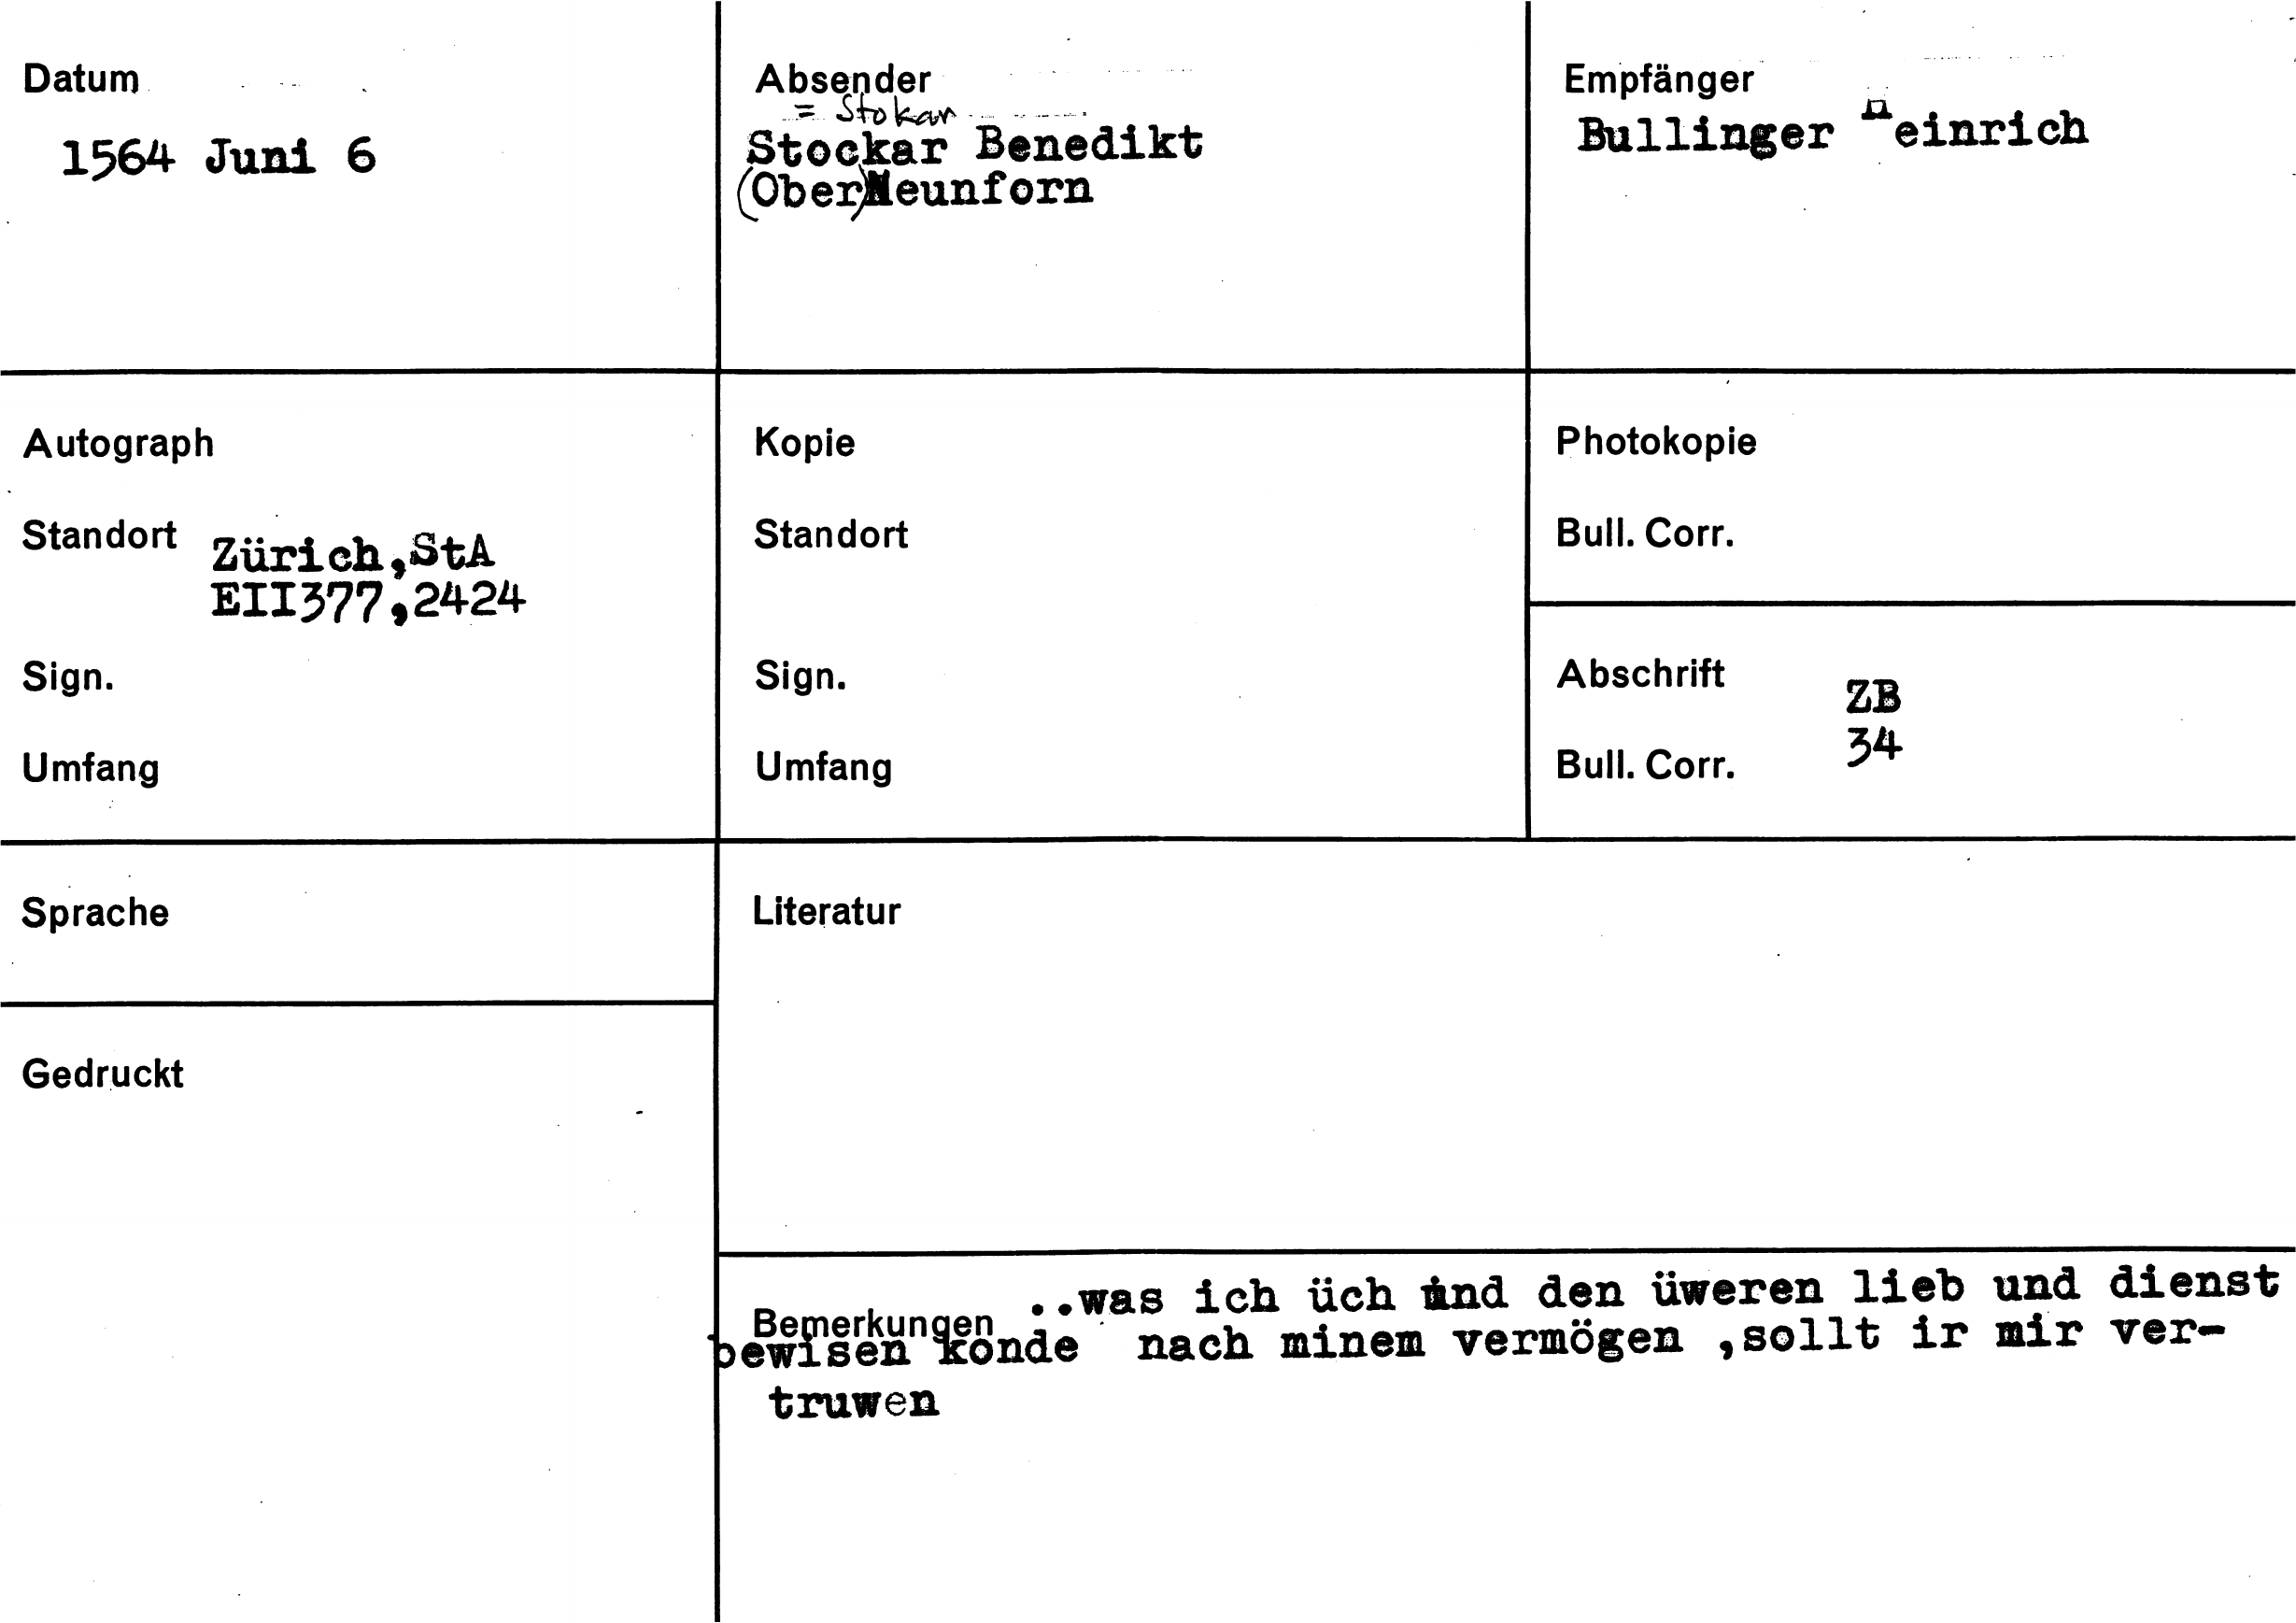 Datum
1564 Juni 6
Absender
= Stokar
Stockar Benedikt
(Ober)Neunforn
Empfänger
Bullinger Heinrich
Autograph
Standort Zürich,StA
EII377,2424
Sign.
Umfang
Kopie
Standort
Sign.
Umfang
Photokopie
Bull. Corr.
Abschrift ZB
34
Bull. Corr.
Sprache
Gedruckt
Literatur
Bemerkungen ..was ich üch und den üweren lieb und dienst
bewisen konde nach minem vermögen ,sollt ir mir ver-
truwen